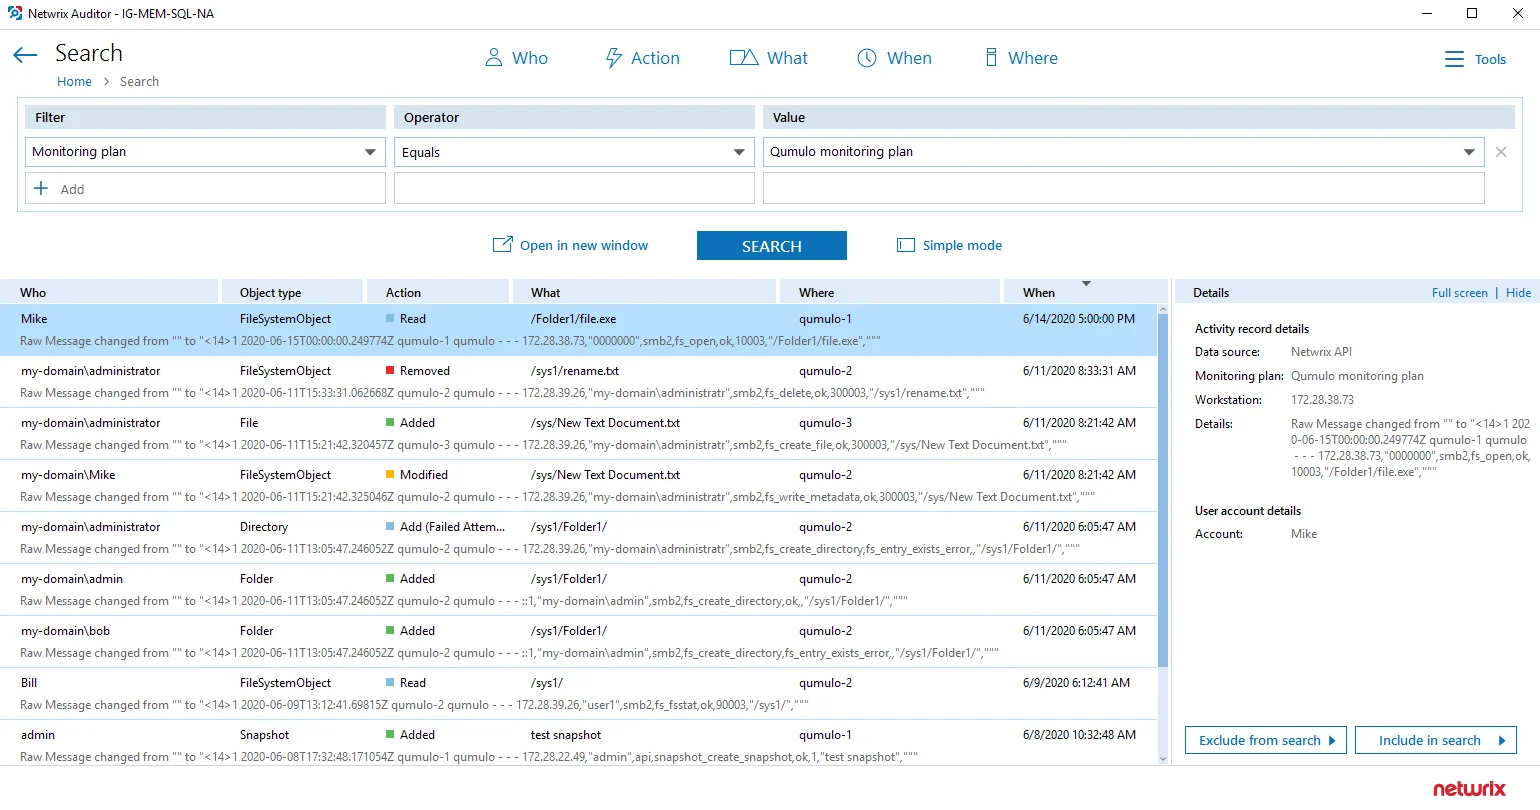 Netwrix Auditor - IG-MEM-SQL-NA
Search
Who Action What When Where
Tools
Home > Search
Filter Operator Value
Monitoring plan Equals Qumulo monitoring plan
Add
Open in new window SEARCH Simple mode
Who Object type Action What Where When
Mike FileSystemObject Read /Folder1/file.exe qumulo-1 6/14/2020 5:00:00 PM
Raw Message changed from "" to "<14>1 2020-06-15T00:00:00.249774Z qumulo-1 qumulo - - - 172.28.38.73,"0000000",smb2,fs_open,ok,10003,"/Folder1/file.exe","""
my-domain\administrator FileSystemObject Removed /sys1/rename.txt qumulo-2 6/11/2020 8:33:31 AM
Raw Message changed from "" to "<14>1 2020-06-11T15:33:31.062668Z qumulo-2 qumulo - - - 172.28.39.26,"my-domain\administratr",smb2,fs_delete,ok,300003,"/sys1/rename.txt","""
my-domain\administrator File Added /sys/New Text Document.txt qumulo-3 6/11/2020 8:21:42 AM
Raw Message changed from "" to "<14>1 2020-06-11T15:21:42.320457Z qumulo-3 qumulo - - - 172.28.39.26,"my-domain\administratr",smb2,fs_create_file,ok,300003,"/sys/New Text Document.txt","""
my-domain\Mike FileSystemObject Modified /sys/New Text Document.txt qumulo-2 6/11/2020 8:21:42 AM
Raw Message changed from "" to "<14>1 2020-06-11T15:21:42.325046Z qumulo-2 qumulo - - - 172.28.39.26,"my-domain\administratr",smb2,fs_write_metadata,ok,300003,"/sys/New Text Document.txt","""
my-domain\administrator Directory Add (Failed Attem... /sys1/Folder1/ qumulo-2 6/11/2020 6:05:47 AM
Raw Message changed from "" to "<14>1 2020-06-11T13:05:47.246052Z qumulo-2 qumulo - - - 172.28.39.26,"my-domain\administratr",smb2,fs_create_directory,fs_entry_exists_error,,"/sys1/Folder1/","""
my-domain\admin Folder Added /sys1/Folder1/ qumulo-2 6/11/2020 6:05:47 AM
Raw Message changed from "" to "<14>1 2020-06-11T13:05:47.246052Z qumulo-2 qumulo - - - ::1,"my-domain\admin",smb2,fs_create_directory,ok,,"/sys1/Folder1/","""
my-domain\bob Folder Added /sys1/Folder1/ qumulo-2 6/11/2020 6:05:47 AM
Raw Message changed from "" to "<14>1 2020-06-11T13:05:47.246052Z qumulo-2 qumulo - - - ::1,"my-domain\admin",smb2,fs_create_directory,fs_entry_exists_error,,"/sys1/Folder1/","""
Bill FileSystemObject Read /sys1/ qumulo-2 6/9/2020 6:12:41 AM
Raw Message changed from "" to "<14>1 2020-06-09T13:12:41.69815Z qumulo-2 qumulo - - - 172.28.39.26,"user1",smb2,fs_fsstat,ok,90003,"/sys1/","""
admin Snapshot Added test snapshot qumulo-1 6/8/2020 10:32:48 AM
Raw Message changed from "" to "<14>1 2020-06-08T17:32:48.171054Z qumulo-1 qumulo - - - 172.28.22.49,"admin",api,snapshot_create_snapshot,ok,1,"test snapshot","""
Details Full screen | Hide
Activity record details
Data source: Netwrix API
Monitoring plan: Qumulo monitoring plan
Workstation: 172.28.38.73
Details: Raw Message changed from "" to "<14>1 202
0-06-15T00:00:00.249774Z qumulo-1 qumulo
- - - 172.28.38.73,"0000000",smb2,fs_open,ok,
10003,"/Folder1/file.exe","""
User account details
Account: Mike
Exclude from search Include in search
netwrix